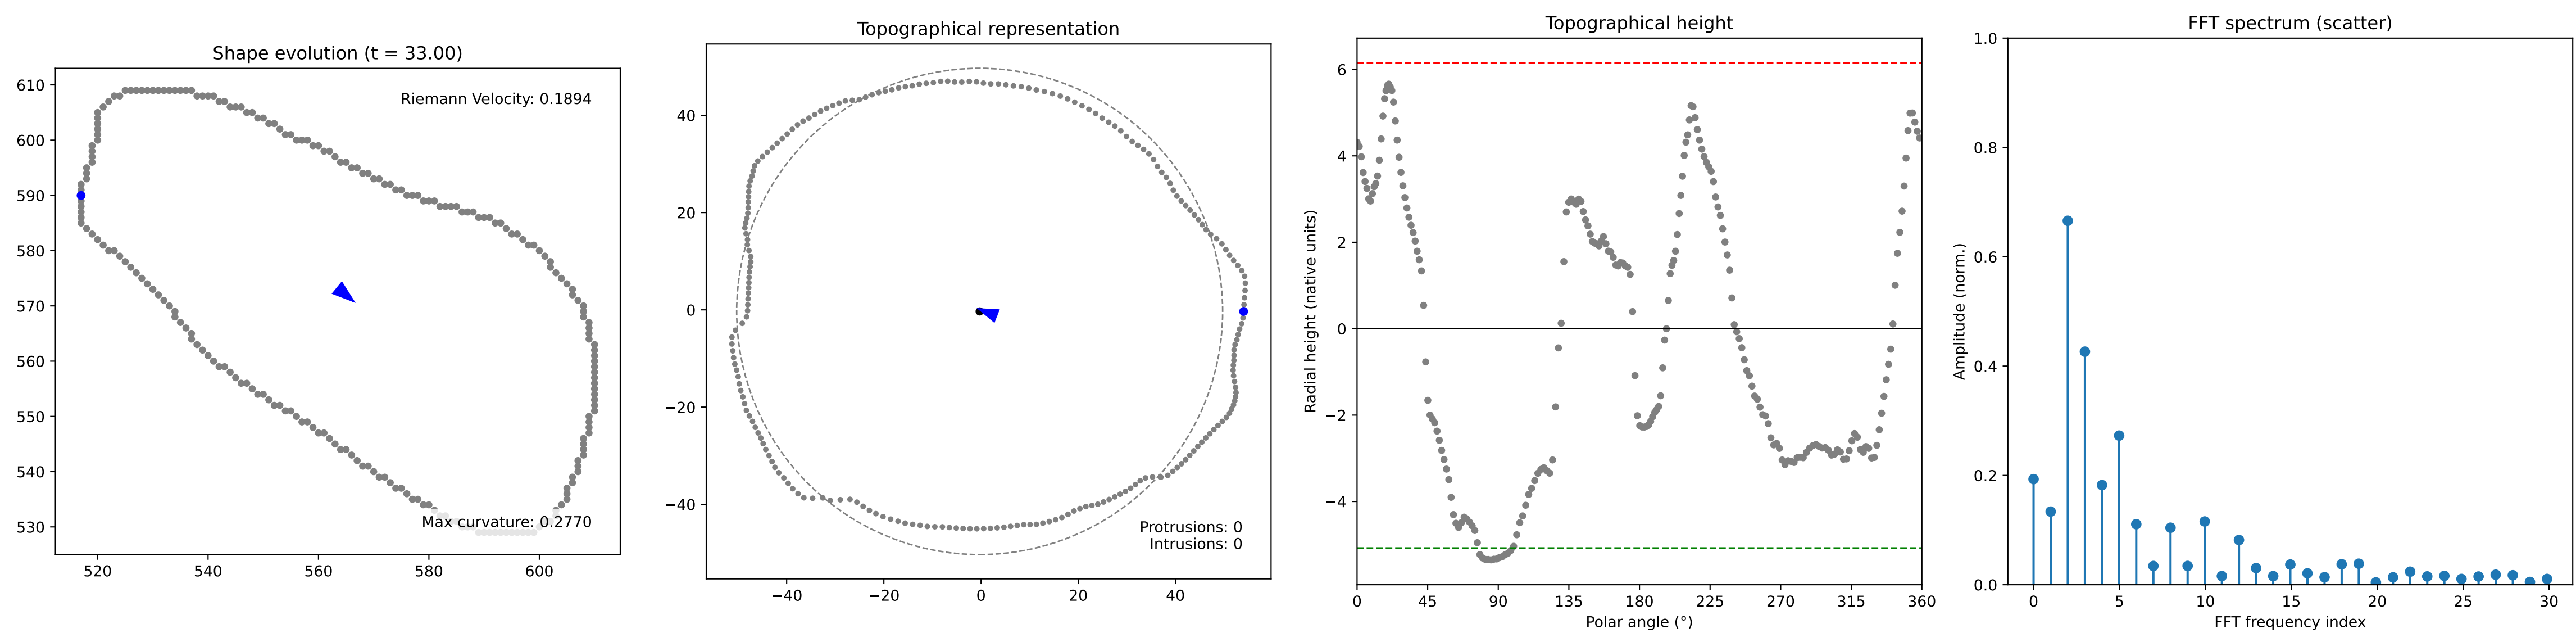 Shape evolution (t = 33.00)
Riemann Velocity: 0.1894
Max curvature: 0.2770
610
600
590
580
570
560
550
540
530
520 540 560 580 600
Topographical representation
40
20
0
−20
−40
Protrusions: 0
Intrusions: 0
−40 −20 0 20 40
Topographical height
Radial height (native units)
6
4
2
0
−2
−4
0 45 90 135 180 225 270 315 360
Polar angle (°)
FFT spectrum (scatter)
Amplitude (norm.)
1.0
0.8
0.6
0.4
0.2
0.0
0 5 10 15 20 25 30
FFT frequency index